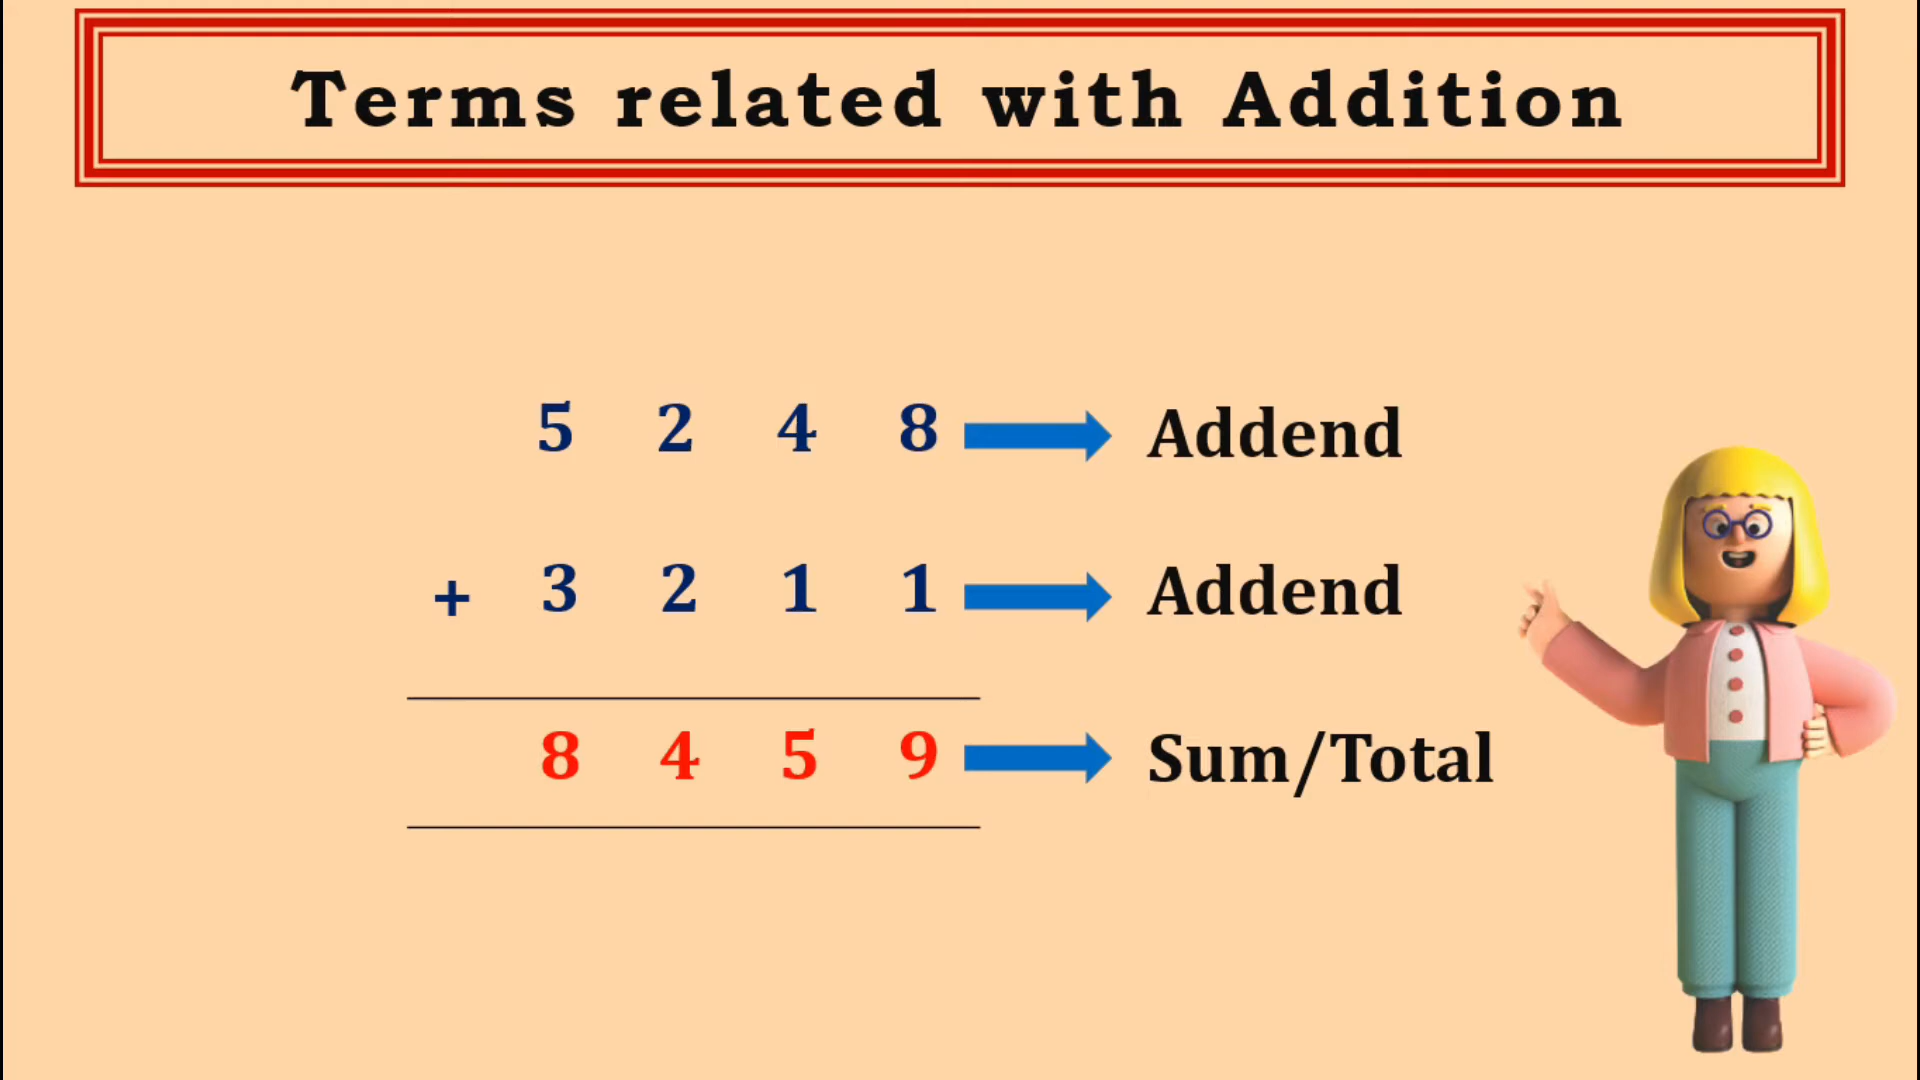 Terms related with Addition
5 2 4 8 Addend
+ 3 2 1 1 Addend
8 4 5 9 Sum/Total